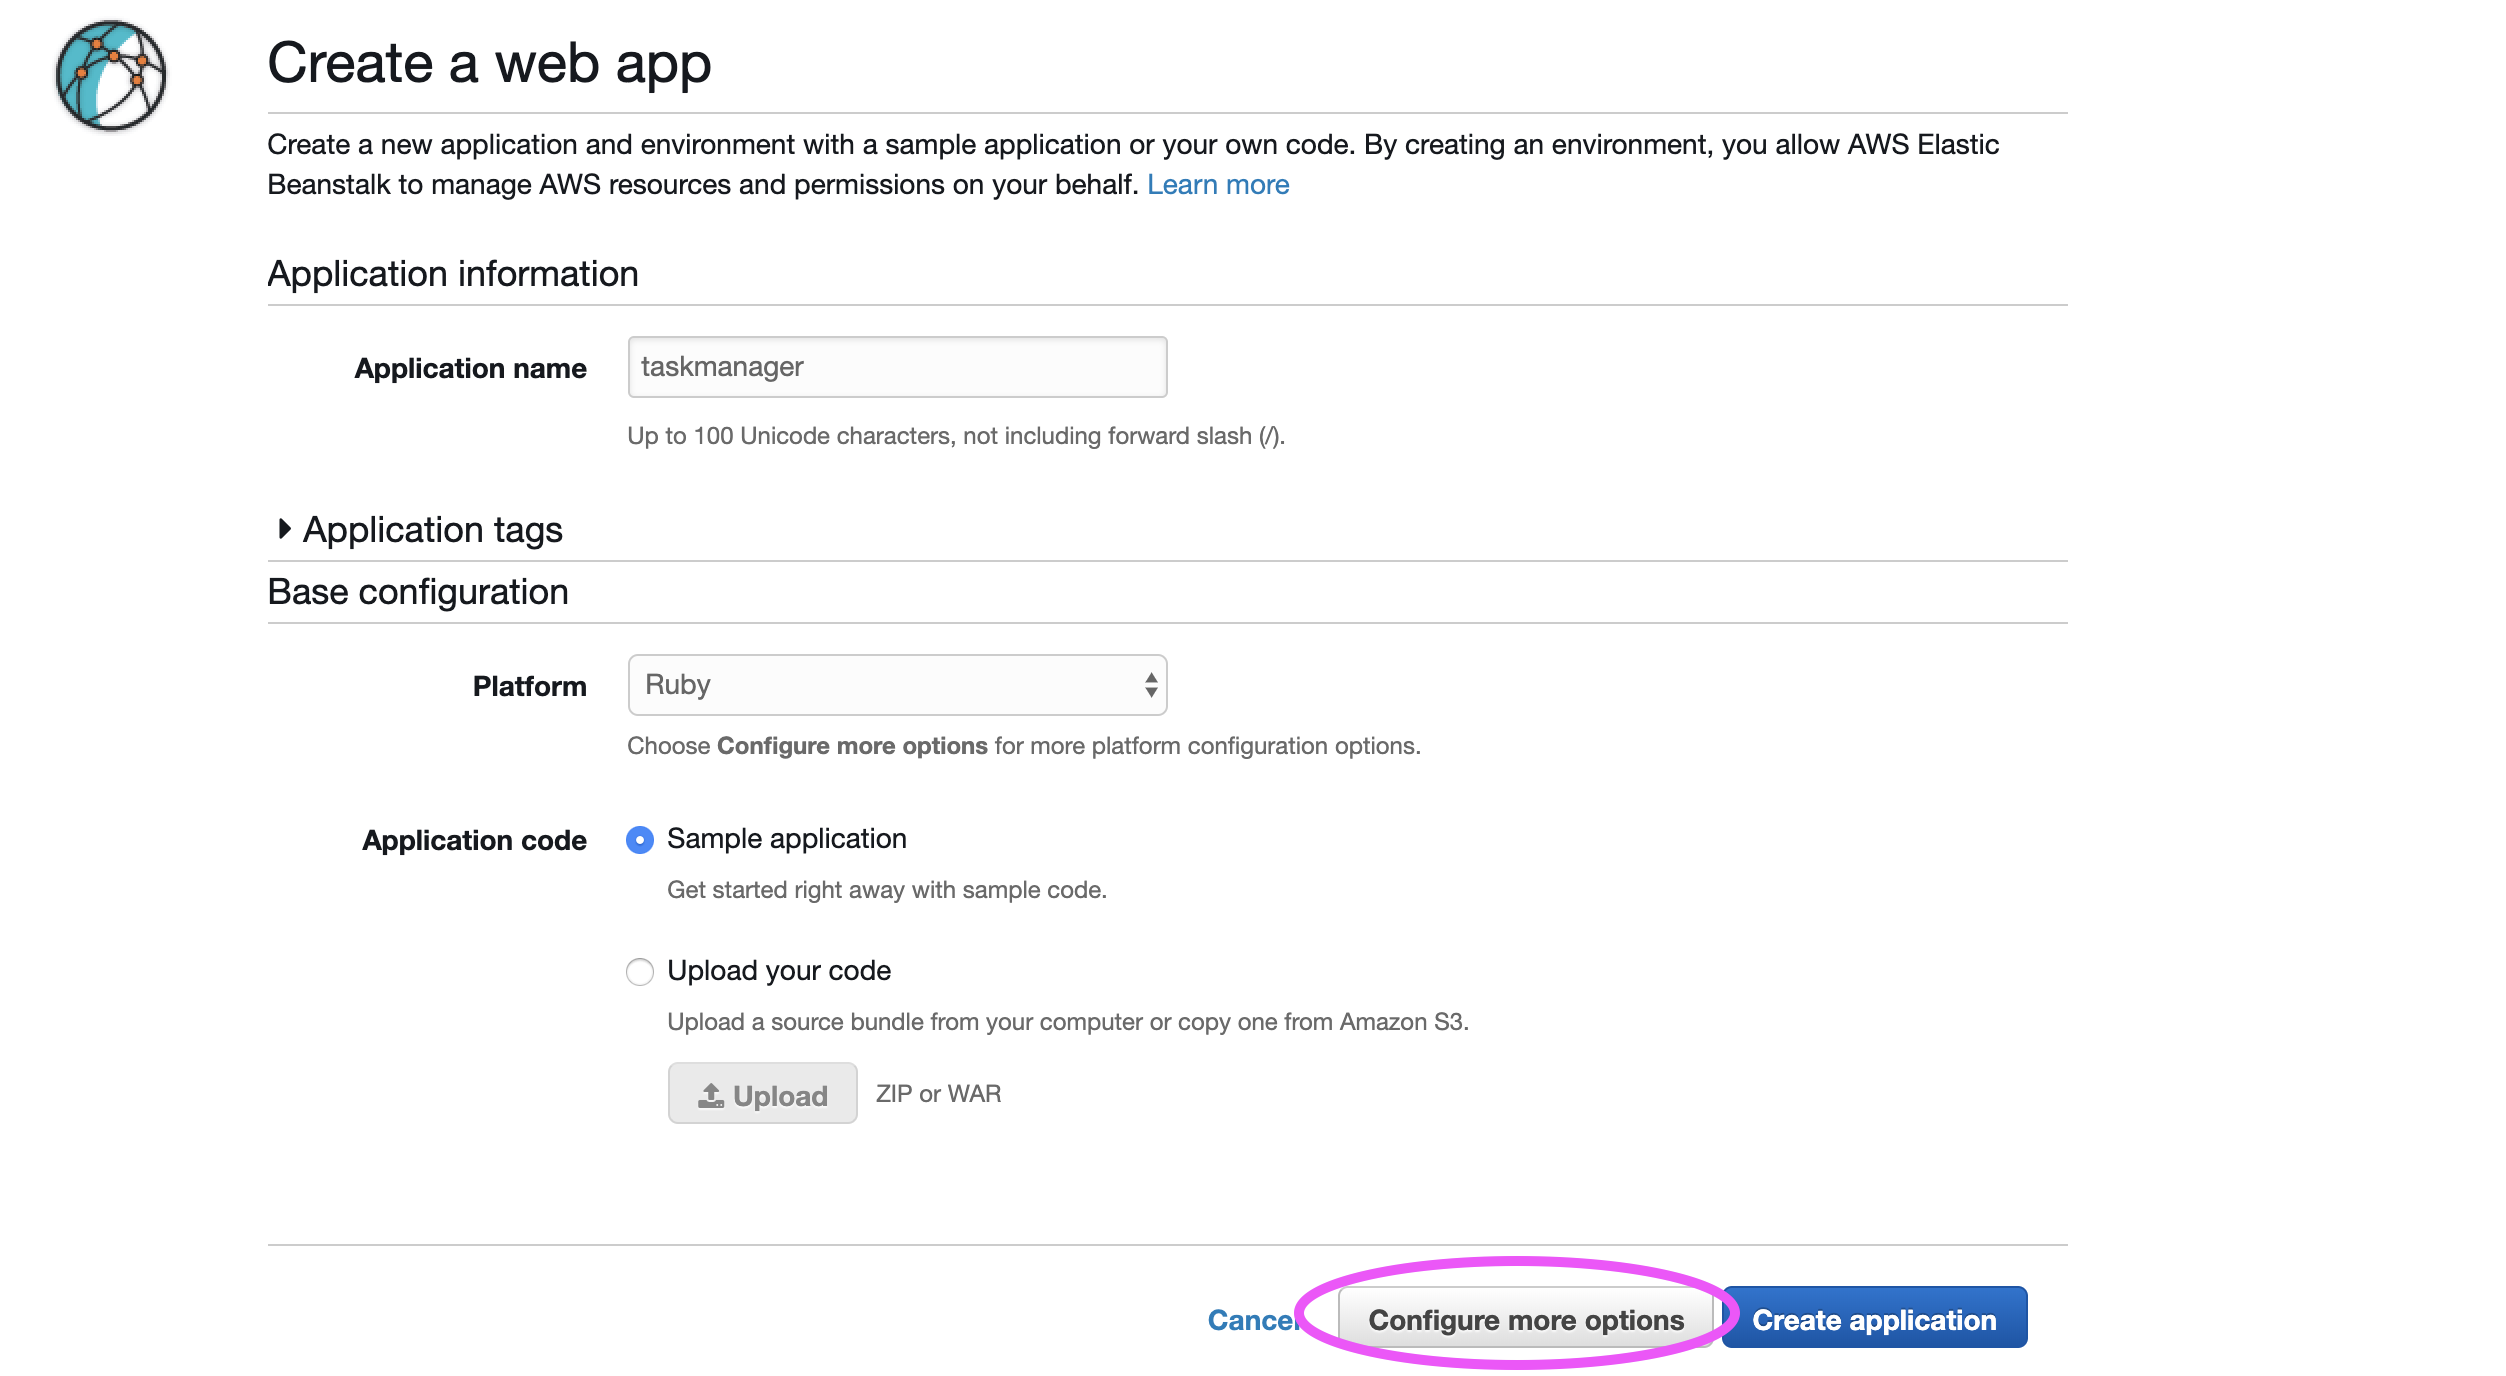 Create a web app
Create a new application and environment with a sample application or your own code. By creating an environment, you allow AWS Elastic
Beanstalk to manage AWS resources and permissions on your behalf. Learn more
Application information
Application name
taskmanager
Up to 100 Unicode characters, not including forward slash (/).
Application tags
Base configuration
Platform
Ruby
Choose Configure more options for more platform configuration options.
Application code
Sample application
Get started right away with sample code.
Upload your code
Upload a source bundle from your computer or copy one from Amazon S3.
Upload ZIP or WAR
Cancel Configure more options Create application